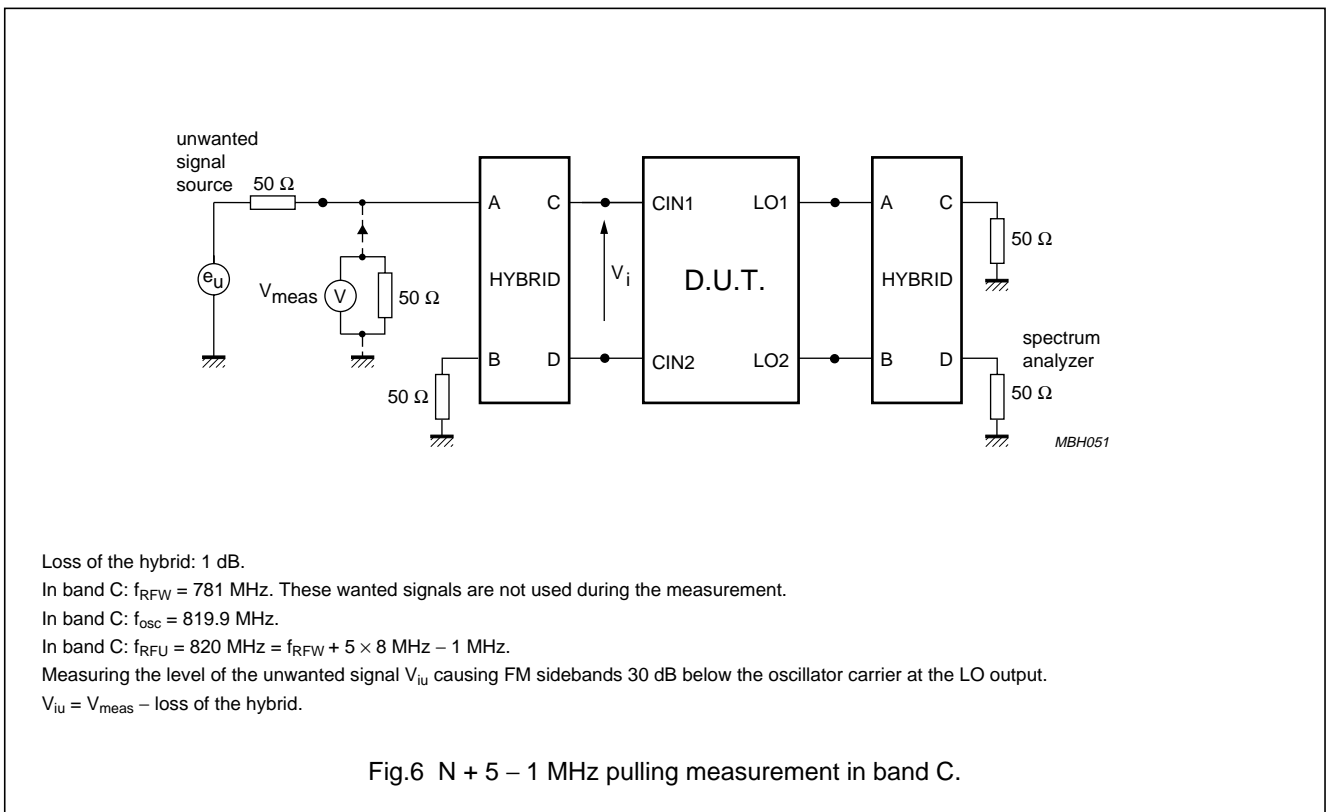 unwanted
signal
source
50 Ω
A
C
CIN1
LO1
A
C
50 Ω
eu
Vmeas
V
50 Ω
HYBRID
Vi
D.U.T.
HYBRID
spectrum
analyzer
B
D
CIN2
LO2
B
D
50 Ω
50 Ω
MBH051
Loss of the hybrid: 1 dB.
In band C: fRFW = 781 MHz. These wanted signals are not used during the measurement.
In band C: fosc = 819.9 MHz.
In band C: fRFU = 820 MHz = fRFW + 5 × 8 MHz − 1 MHz.
Measuring the level of the unwanted signal Viu causing FM sidebands 30 dB below the oscillator carrier at the LO output.
Viu = Vmeas − loss of the hybrid.
Fig.6 N + 5 − 1 MHz pulling measurement in band C.